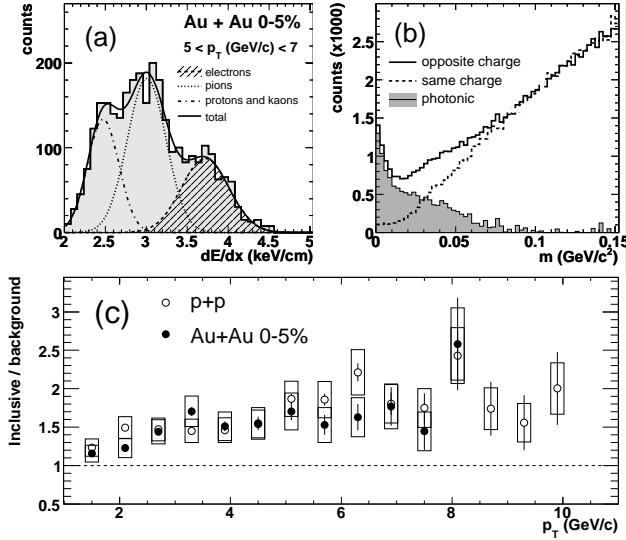 (a)
Au + Au 0-5%
5 < p_T (GeV/c) < 7
electrons
pions
protons and kaons
total
counts
200
100
0
2 2.5 3 3.5 4 4.5 5
dE/dx (keV/cm)
(b)
opposite charge
same charge
photonic
counts (x1000)
2.5
2
1.5
1
0.5
0
0 0.05 0.1 0.15
m (GeV/c²)
(c)
p+p
Au+Au 0-5%
Inclusive / background
3
2.5
2
1.5
1
0.5
2 4 6 8 10
p_T (GeV/c)